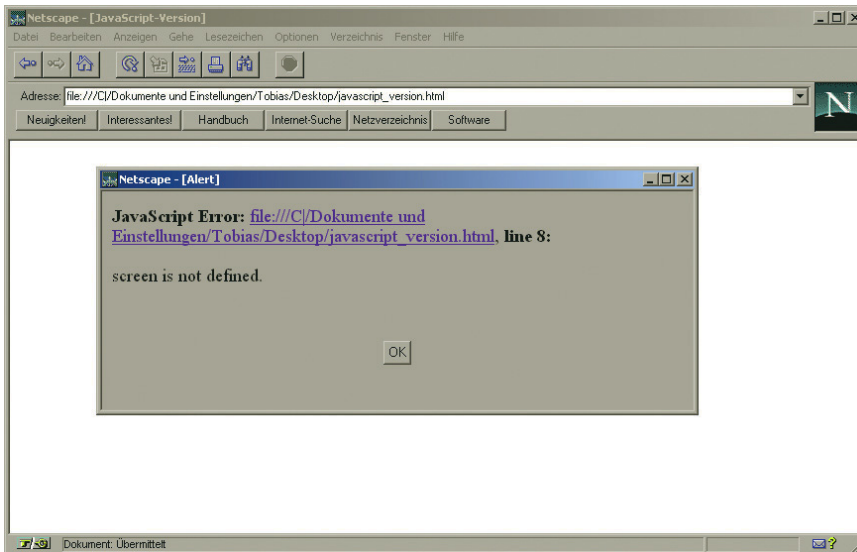 Netscape - [JavaScript-Version]
Datei Bearbeiten Anzeigen Gehe Lesezeichen Optionen Verzeichnis Fenster Hilfe
Adresse: file:///C|/Dokumente und Einstellungen/Tobias/Desktop/javascript_version.html
N
Neuigkeiten! Interessantes! Handbuch Internet-Suche Netzverzeichnis Software
Netscape - [Alert]
JavaScript Error: file:///C|/Dokumente und
Einstellungen/Tobias/Desktop/javascript_version.html, line 8:
screen is not defined.
OK
Dokument: Übermittelt